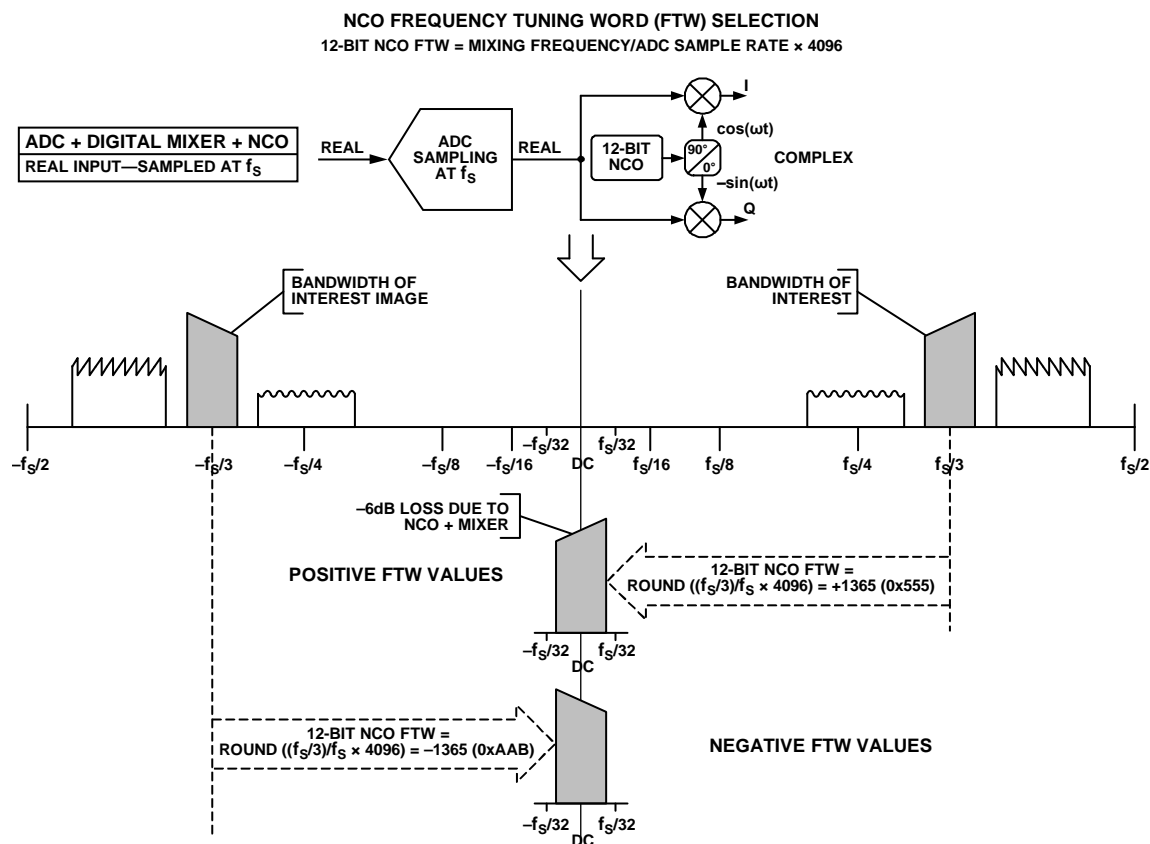 NCO FREQUENCY TUNING WORD (FTW) SELECTION
12-BIT NCO FTW = MIXING FREQUENCY/ADC SAMPLE RATE × 4096
ADC + DIGITAL MIXER + NCO
REAL INPUT—SAMPLED AT fS
REAL
ADC
SAMPLING
AT fS
REAL
12-BIT
NCO
90°
0°
I
cos(ωt)
COMPLEX
–sin(ωt)
Q
BANDWIDTH OF
INTEREST IMAGE
BANDWIDTH OF
INTEREST
–fS/2
–fS/3
–fS/4
–fS/8
–fS/16
–fS/32
DC
fS/32
fS/16
fS/8
fS/4
fS/3
fS/2
–6dB LOSS DUE TO
NCO + MIXER
POSITIVE FTW VALUES
12-BIT NCO FTW =
ROUND ((fS/3)/fS × 4096) = +1365 (0x555)
–fS/32
DC
fS/32
12-BIT NCO FTW =
ROUND ((fS/3)/fS × 4096) = –1365 (0xAAB)
NEGATIVE FTW VALUES
–fS/32
DC
fS/32